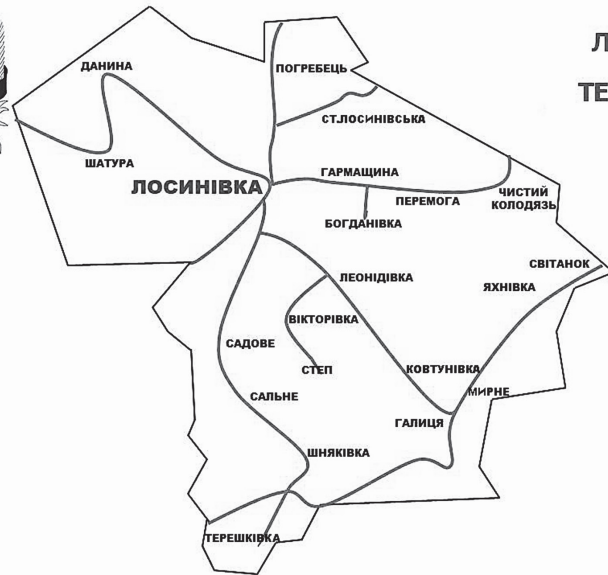 Л
ТЕ
ДАНИНА
ПОГРЕБЕЦЬ
СТ.ЛОСИНІВСЬКА
ШАТУРА
ГАРМАЩИНА
ЛОСИНІВКА
ПЕРЕМОГА
ЧИСТИЙ
КОЛОДЯЗЬ
БОГДАНІВКА
СВІТАНОК
ЛЕОНІДІВКА
ЯХНІВКА
ВІКТОРІВКА
САДОВЕ
СТЕП
КОВТУНІВКА
МИРНЕ
САЛЬНЕ
ГАЛИЦЯ
ШНЯКІВКА
ТЕРЕШКІВКА